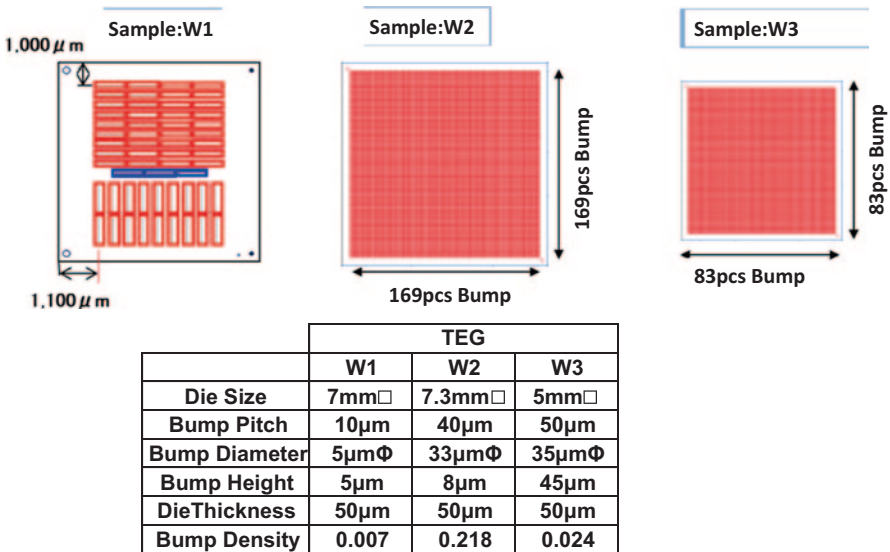 Sample:W1
Sample:W2
Sample:W3
1,000μm
169pcs Bump
83pcs Bump
1,100μm
169pcs Bump
83pcs Bump
TEG
W1 W2 W3
Die Size 7mm□ 7.3mm□ 5mm□
Bump Pitch 10μm 40μm 50μm
Bump Diameter 5μmΦ 33μmΦ 35μmΦ
Bump Height 5μm 8μm 45μm
DieThickness 50μm 50μm 50μm
Bump Density 0.007 0.218 0.024